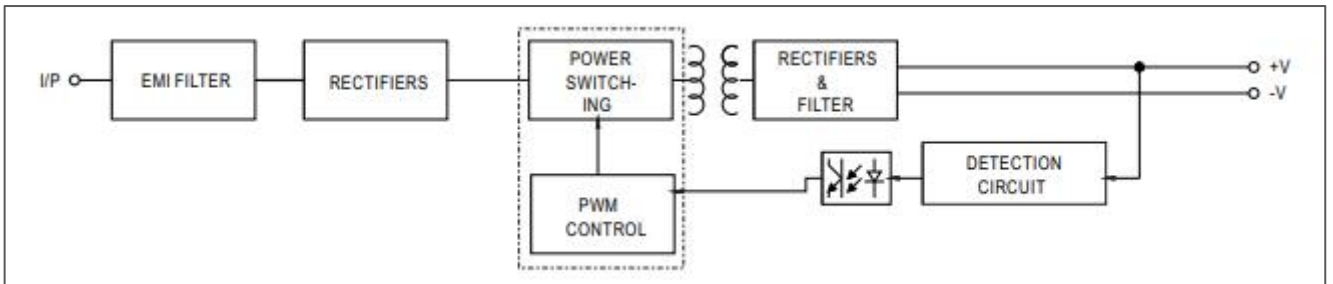 I/P
EMI FILTER
RECTIFIERS
POWER
SWITCH-
ING
RECTIFIERS
&
FILTER
+V
-V
DETECTION
CIRCUIT
PWM
CONTROL